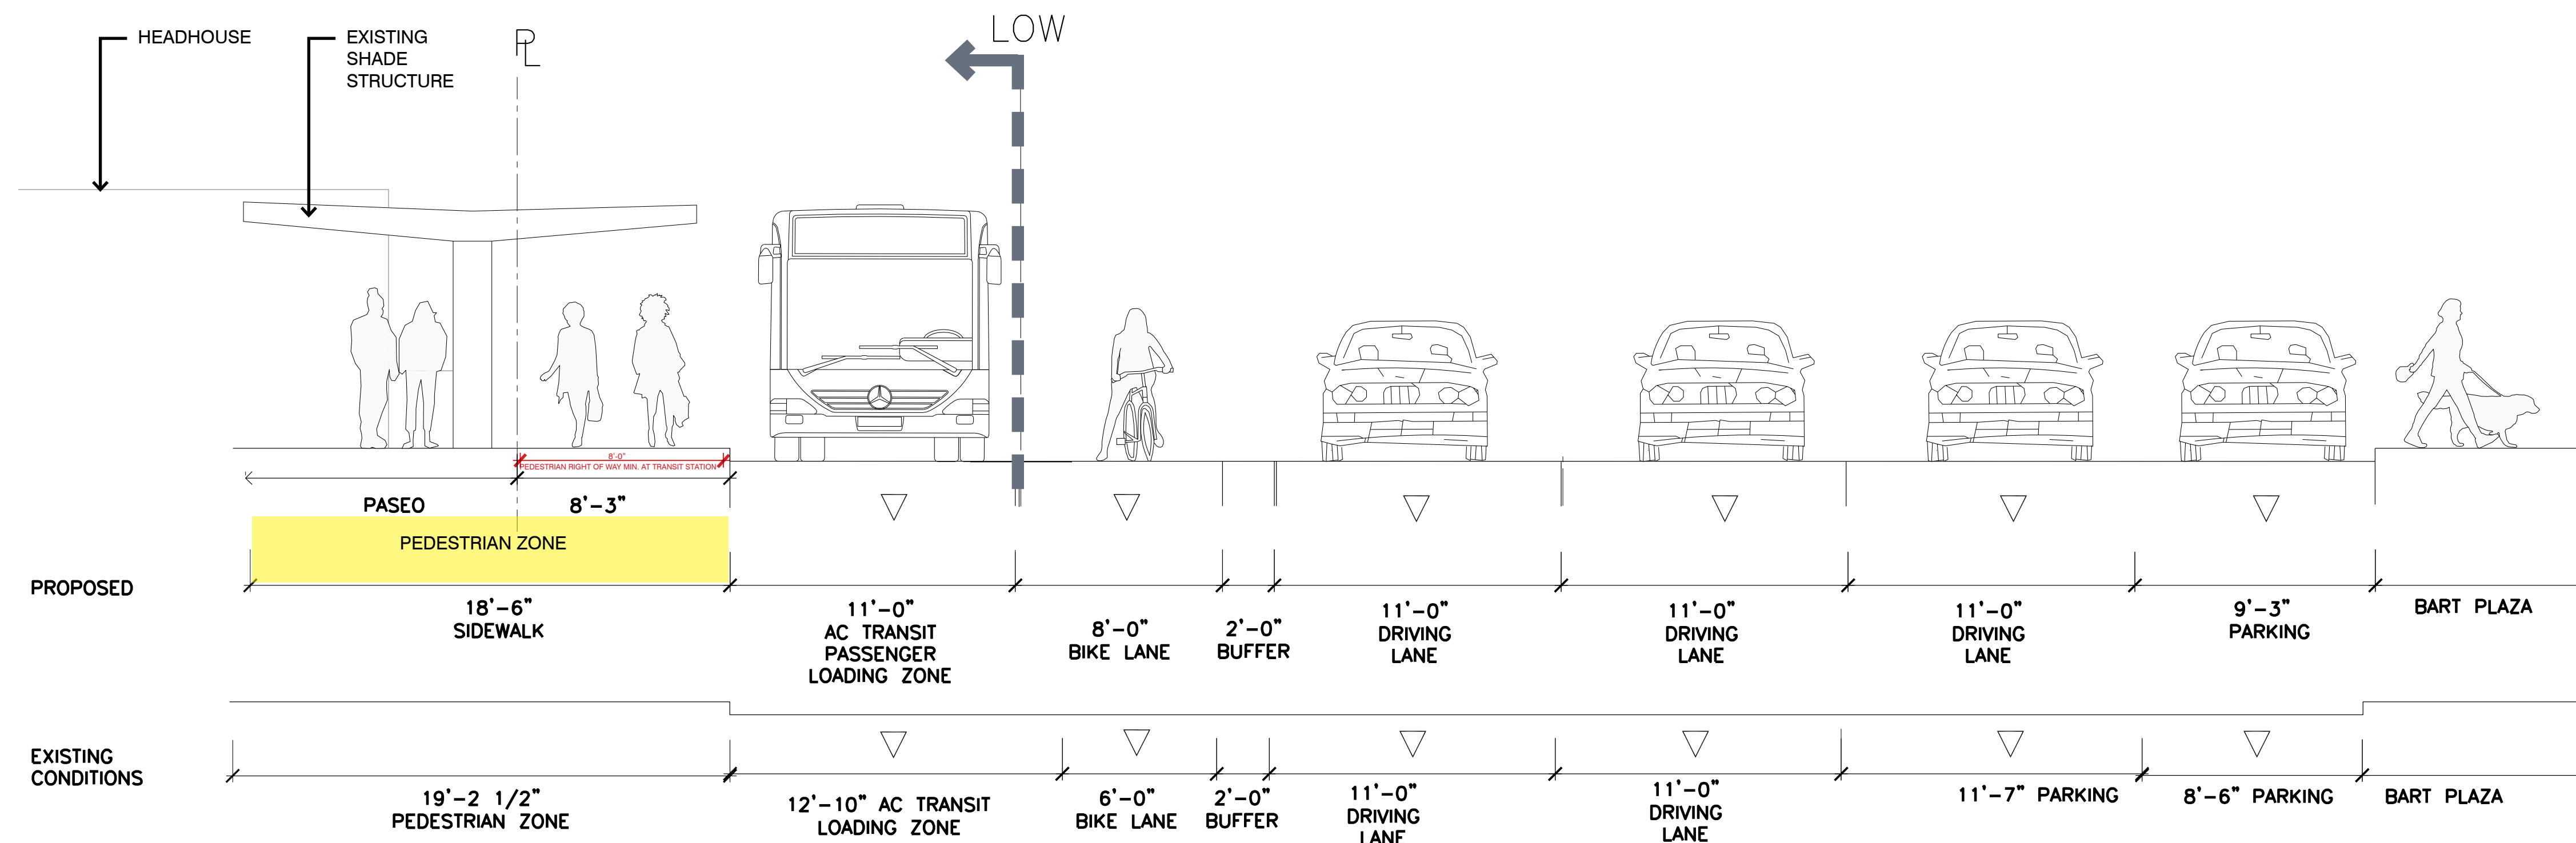 HEADHOUSE
EXISTING
SHADE
STRUCTURE
PL
LOW
8'-0"
PEDESTRIAN RIGHT OF WAY MIN. AT TRANSIT STATION
PASEO
8'-3"
PEDESTRIAN ZONE
PROPOSED
18'-6"
SIDEWALK
11'-0"
AC TRANSIT
PASSENGER
LOADING ZONE
8'-0"
BIKE LANE
2'-0"
BUFFER
11'-0"
DRIVING
LANE
11'-0"
DRIVING
LANE
11'-0"
DRIVING
LANE
9'-3"
PARKING
BART PLAZA
EXISTING
CONDITIONS
19'-2 1/2"
PEDESTRIAN ZONE
12'-10" AC TRANSIT
LOADING ZONE
6'-0"
BIKE LANE
2'-0"
BUFFER
11'-0"
DRIVING
LANE
11'-0"
DRIVING
LANE
11'-7" PARKING
8'-6" PARKING
BART PLAZA